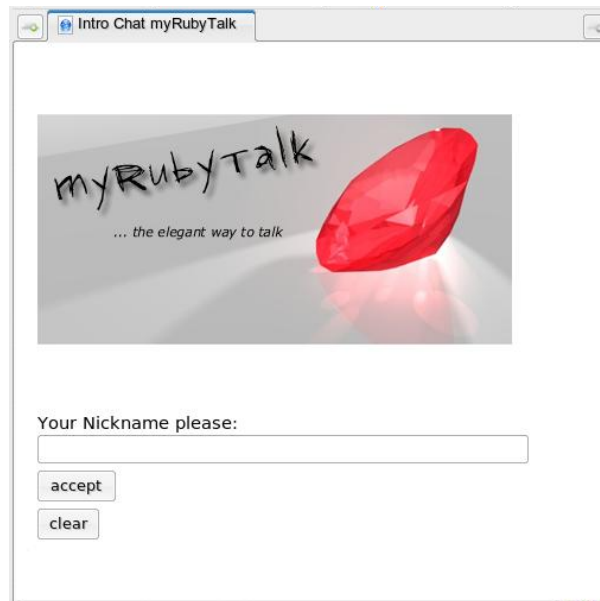 Intro Chat myRubyTalk
myRubyTalk
... the elegant way to talk
Your Nickname please:
accept
clear